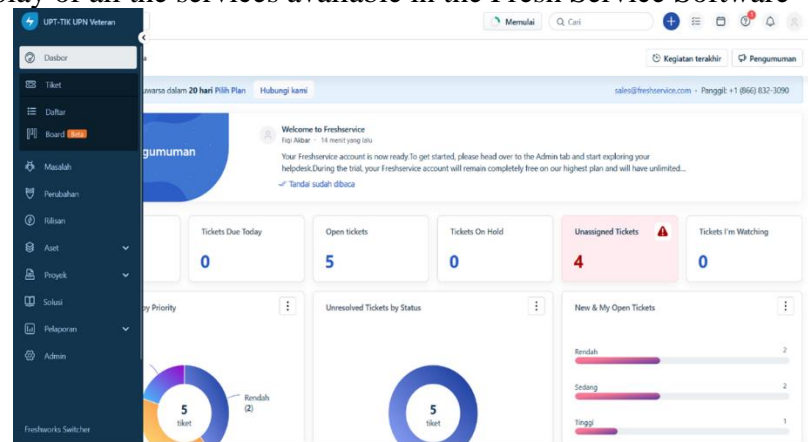 play of all the services available in the Fresh Service Software
UPT-TIK UPN Veteran
Memulai
Cari
Dasbor
Kegiatan terakhir
Pengumuman
Tiket
Daftar
Board Beta
Masalah
Perubahan
Rilisan
Aset
Proyek
Solusi
Pelaporan
Admin
Freshworks Switcher
uwarsa dalam 20 hari Pilih Plan
Hubungi kami
sales@freshservice.com - Panggil: +1 (866) 832-3090
gumuman
Welcome to Freshservice
Fiqi Akbar · 14 menit yang lalu
Your Freshservice account is now ready.To get started, please head over to the Admin tab and start exploring your
helpdesk.During the trial, your Freshservice account will remain completely free on our highest plan and will have unlimited...
Tandai sudah dibaca
Tickets Due Today
0
Open tickets
5
Tickets On Hold
0
Unassigned Tickets
4
Tickets I'm Watching
0
by Priority
5
tiket
Rendah
(2)
Unresolved Tickets by Status
5
tiket
New & My Open Tickets
Rendah 2
Sedang 2
Tinggi 1